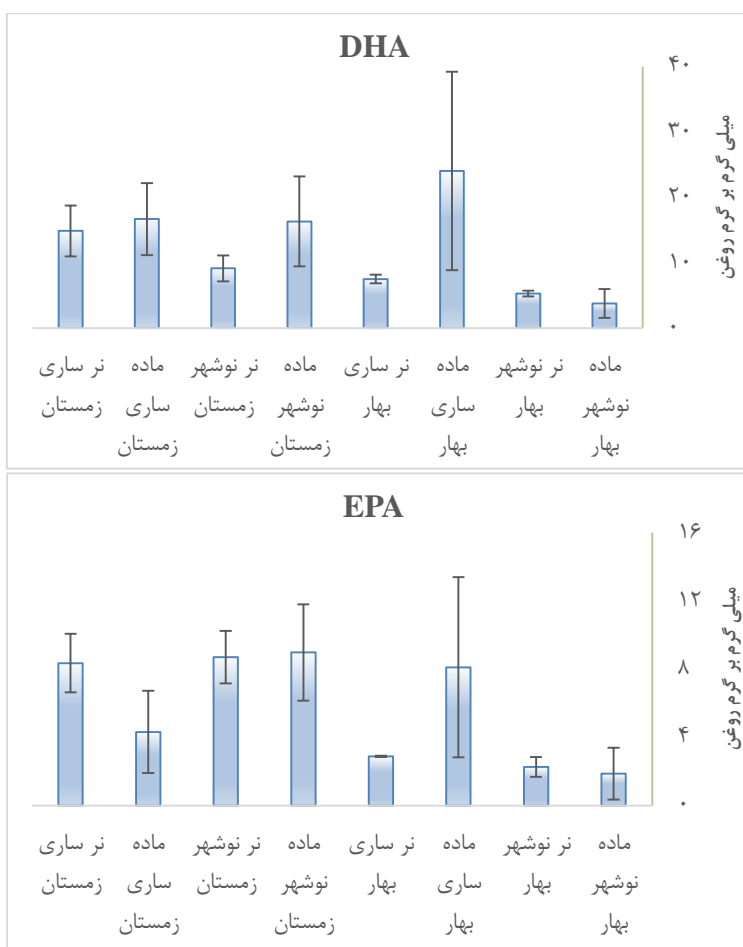 DHA
۴۰
۳۰
۲۰
۱۰
۰
میلی گرم بر گرم روغن
ماده نوشهر بهار
نر نوشهر بهار
ماده ساری بهار
نر ساری بهار
ماده نوشهر زمستان
نر نوشهر زمستان
ماده ساری زمستان
نر ساری زمستان
EPA
۱۶
۱۲
۸
۴
۰
میلی گرم بر گرم روغن
ماده نوشهر بهار
نر نوشهر بهار
ماده ساری بهار
نر ساری بهار
ماده نوشهر زمستان
نر نوشهر زمستان
ماده ساری زمستان
نر ساری زمستان